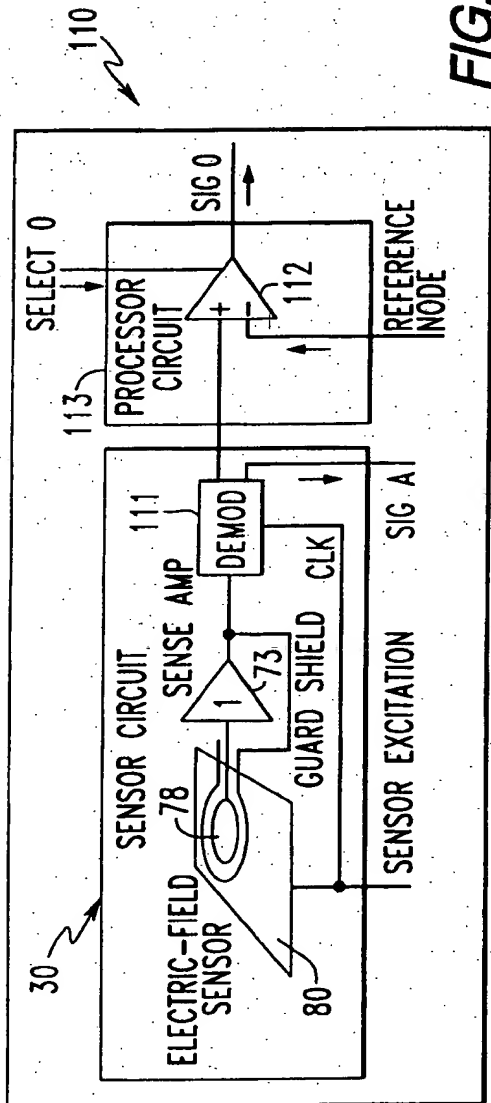 110
FIG.
30
SENSOR CIRCUIT
ELECTRIC-FIELD
SENSOR
78
80
SENSE AMP
1
73
GUARD SHIELD
SENSOR EXCITATION
111
DEMOD
CLK
SIG A
113
PROCESSOR
CIRCUIT
SELECT 0
+
-
112
SIG 0
REFERENCE
NODE